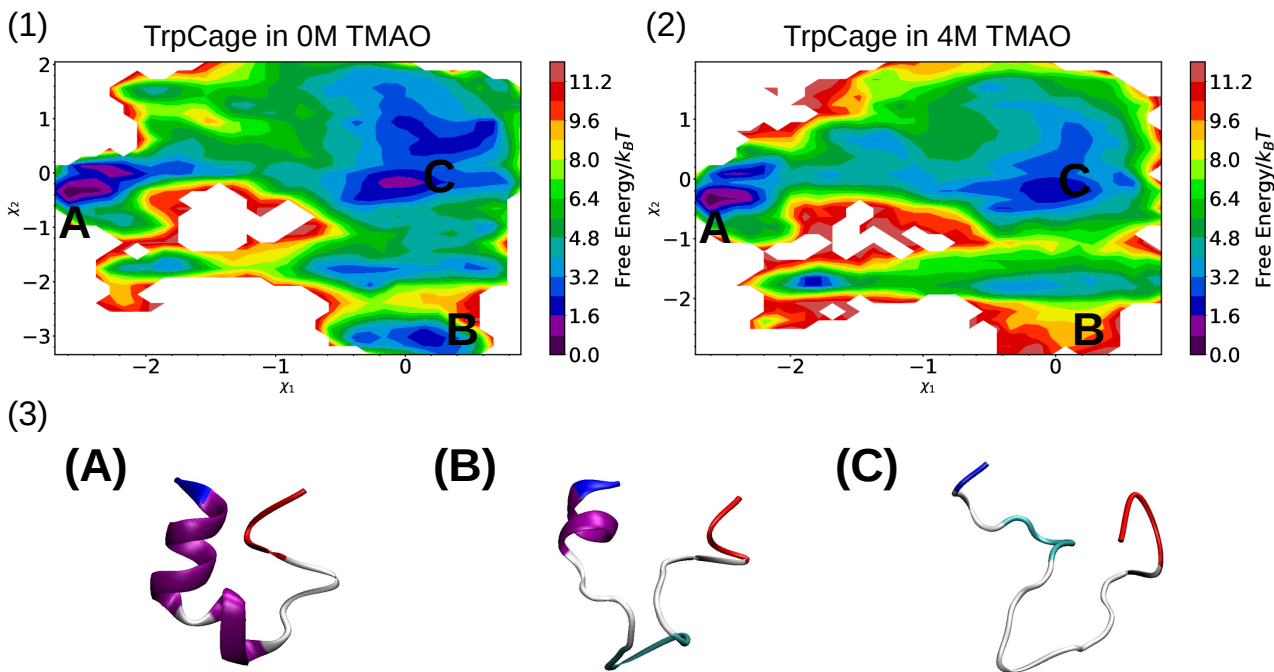 (1)
TrpCage in 0M TMAO
2
1
0
−1
−2
−3
χ₂
−2
−1
0
χ₁
A
B
C
11.2
9.6
8.0
6.4
4.8
3.2
1.6
0.0
Free Energy/k_BT
(2)
TrpCage in 4M TMAO
2
1
0
−1
−2
χ₂
−2
−1
0
χ₁
A
B
C
11.2
9.6
8.0
6.4
4.8
3.2
1.6
0.0
Free Energy/k_BT
(3)
(A)
(B)
(C)